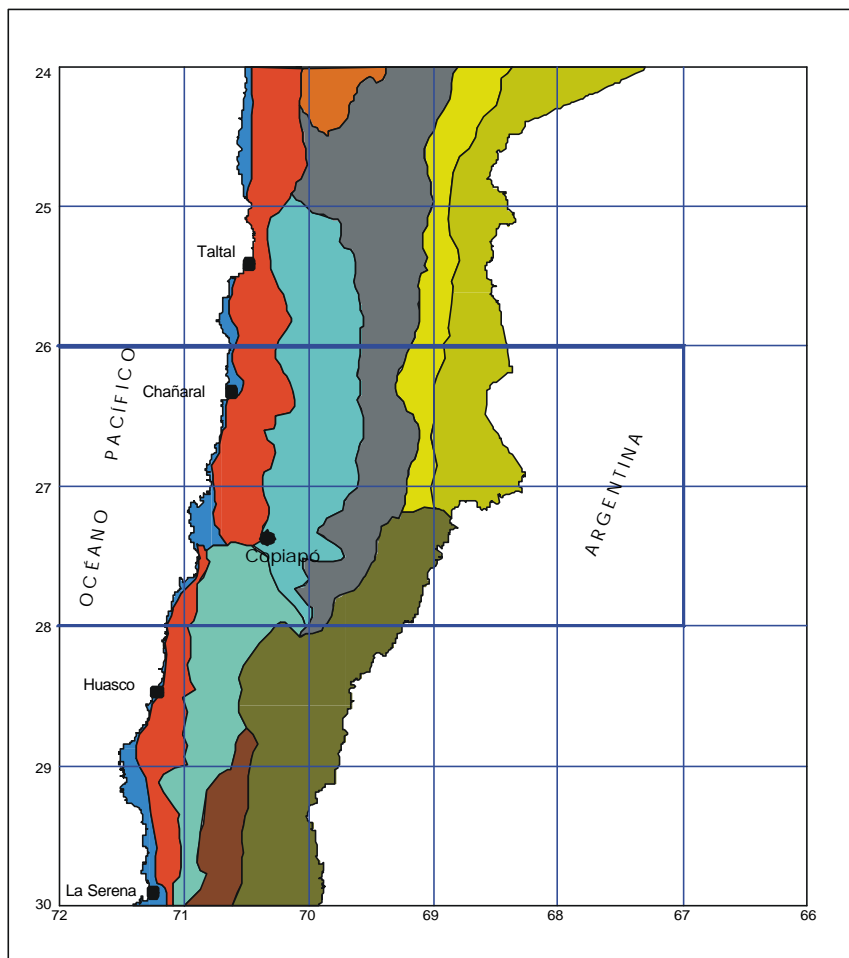 24
25
Taltal
26
OCÉANO PACÍFICO
Chañaral
ARGENTINA
27
Copiapó
28
Huasco
29
La Serena
30
72 71 70 69 68 67 66